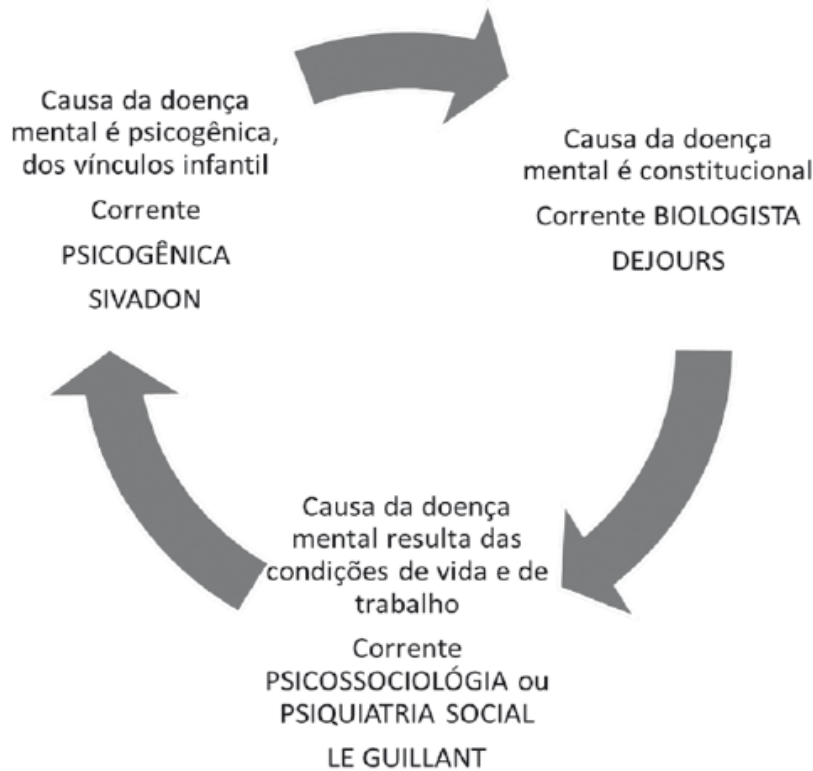 Causa da doença
mental é psicogênica,
dos vínculos infantil
Corrente
PSICOGÊNICA
SIVADON
Causa da doença
mental é constitucional
Corrente BIOLOGISTA
DEJOURS
Causa da doença
mental resulta das
condições de vida e de
trabalho
Corrente
PSICOSSOCIOLÓGIA ou
PSIQUIATRIA SOCIAL
LE GUILLANT